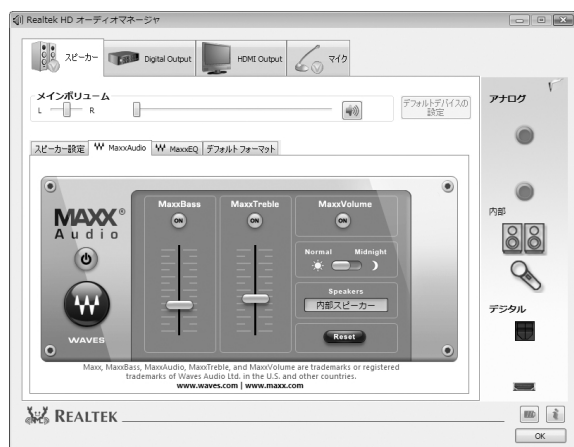 Realtek HD オーディオマネージャ
スピーカー
Digital Output
HDMI Output
マイク
メインボリューム
L
R
デフォルトデバイスの
設定
スピーカー設定
MaxxAudio
MaxxEQ
デフォルトフォーマット
MAXX®
Audio
WAVES
MaxxBass
MaxxTreble
MaxxVolume
ON
ON
ON
Normal
Midnight
Speakers
内部スピーカー
Reset
Maxx, MaxxBass, MaxxAudio, MaxxTreble, and MaxxVolume are trademarks or registered
trademarks of Waves Audio Ltd. in the U.S. and other countries.
www.waves.com | www.maxx.com
アナログ
内部
デジタル
REALTEK
OK